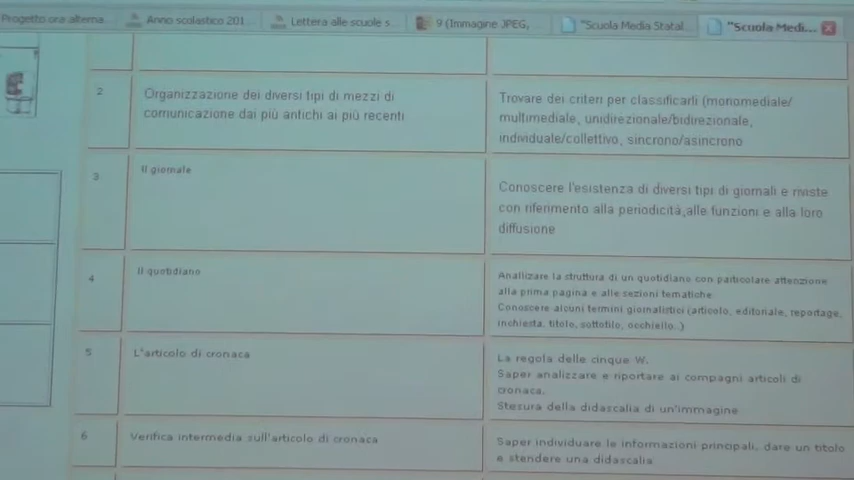 Progetto ora alterna...
Anno scolastico 201...
Lettera alle scuole s...
9 (Immagine JPEG, ...
"Scuola Media Statal...
"Scuola Medi...
2
Organizzazione dei diversi tipi di mezzi di
comunicazione dai più antichi ai più recenti
Trovare dei criteri per classificarli (monomediale/
multimediale, unidirezionale/bidirezionale,
individuale/collettivo, sincrono/asincrono
3
Il giornale
Conoscere l'esistenza di diversi tipi di giornali e riviste
con riferimento alla periodicità,alle funzioni e alla loro
diffusione
4
Il quotidiano
Analizzare la struttura di un quotidiano con particolare attenzione
alla prima pagina e alle sezioni tematiche
Conoscere alcuni termini giornalistici (articolo, editoriale, reportage,
inchiesta, titolo, sottotilo, occhiello..)
5
L'articolo di cronaca
La regola delle cinque W.
Saper analizzare e riportare ai compagni articoli di
cronaca.
Stesura della didascalia di un'immagine
6
Verifica intermedia sull'articolo di cronaca
Saper individuare le informazioni principali, dare un titolo
e stendere una didascalia